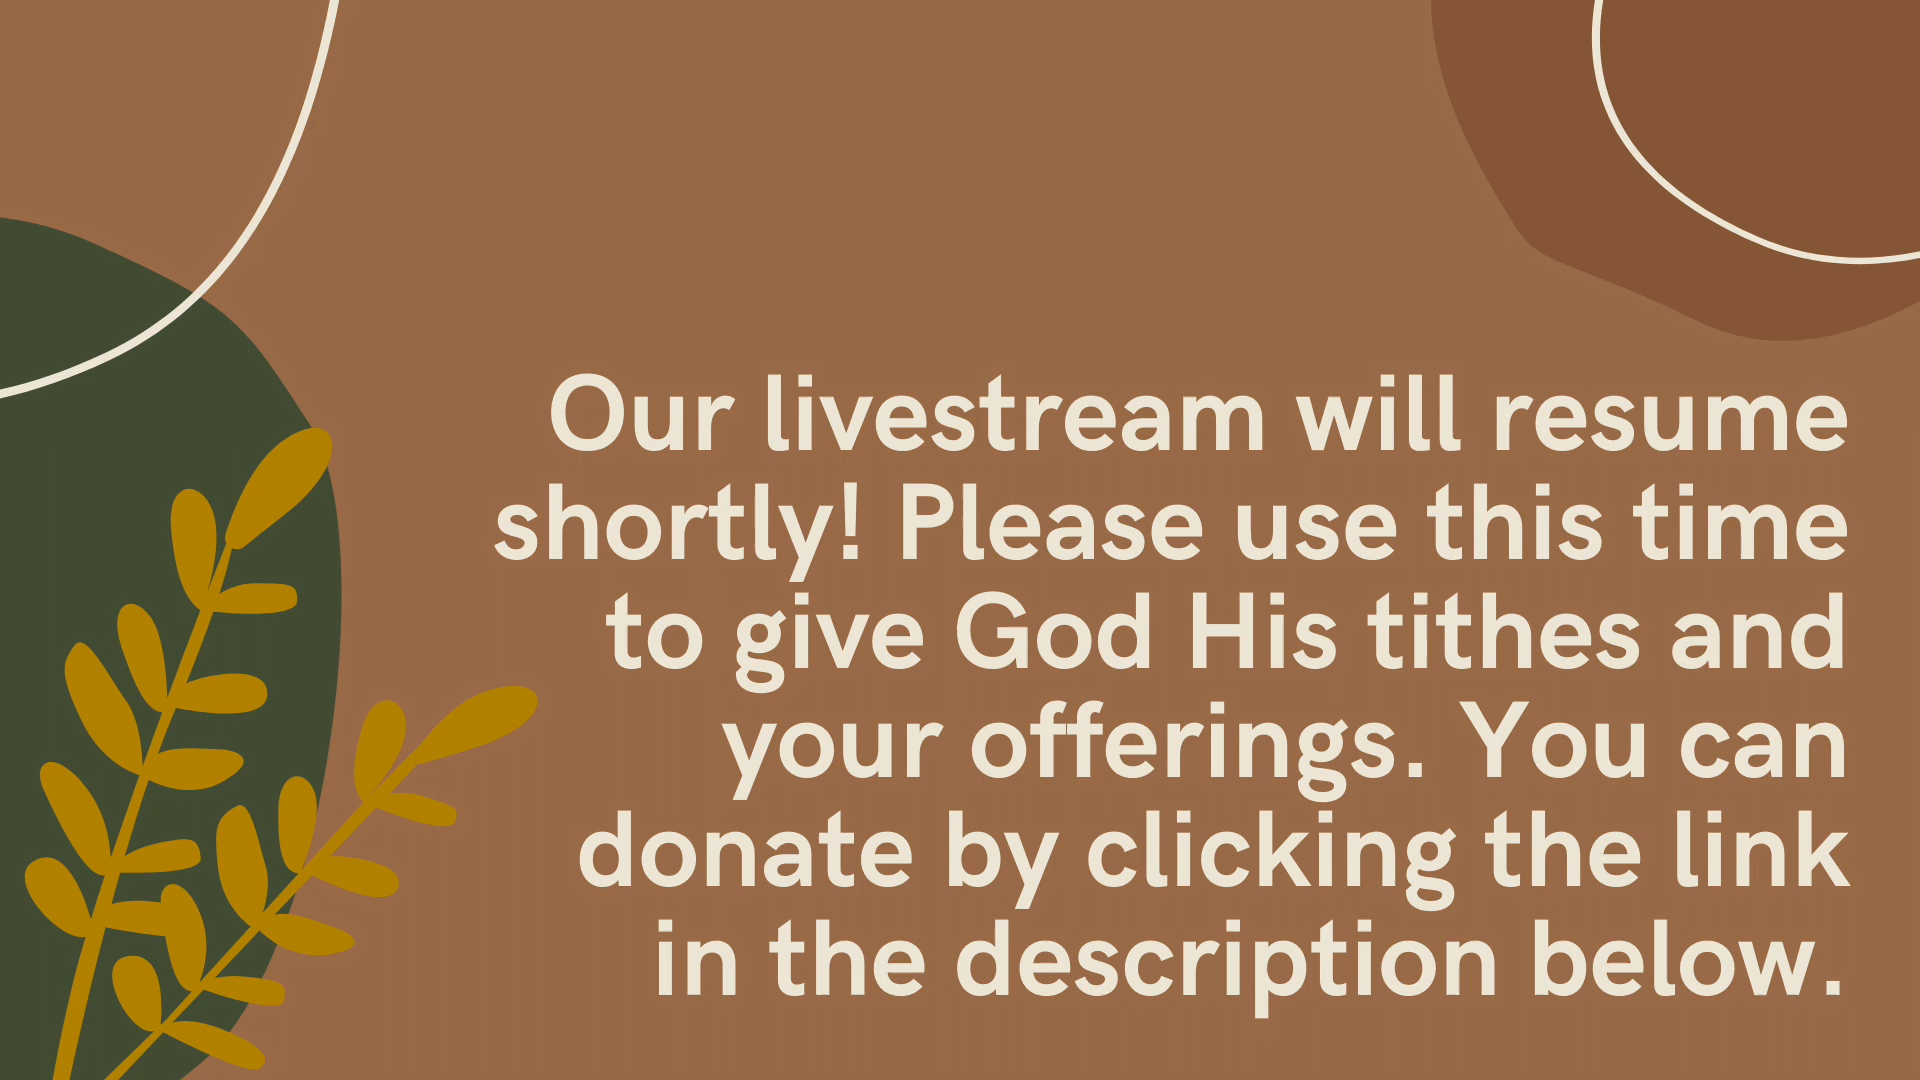 Our livestream will resume
shortly! Please use this time
to give God His tithes and
your offerings. You can
donate by clicking the link
in the description below.